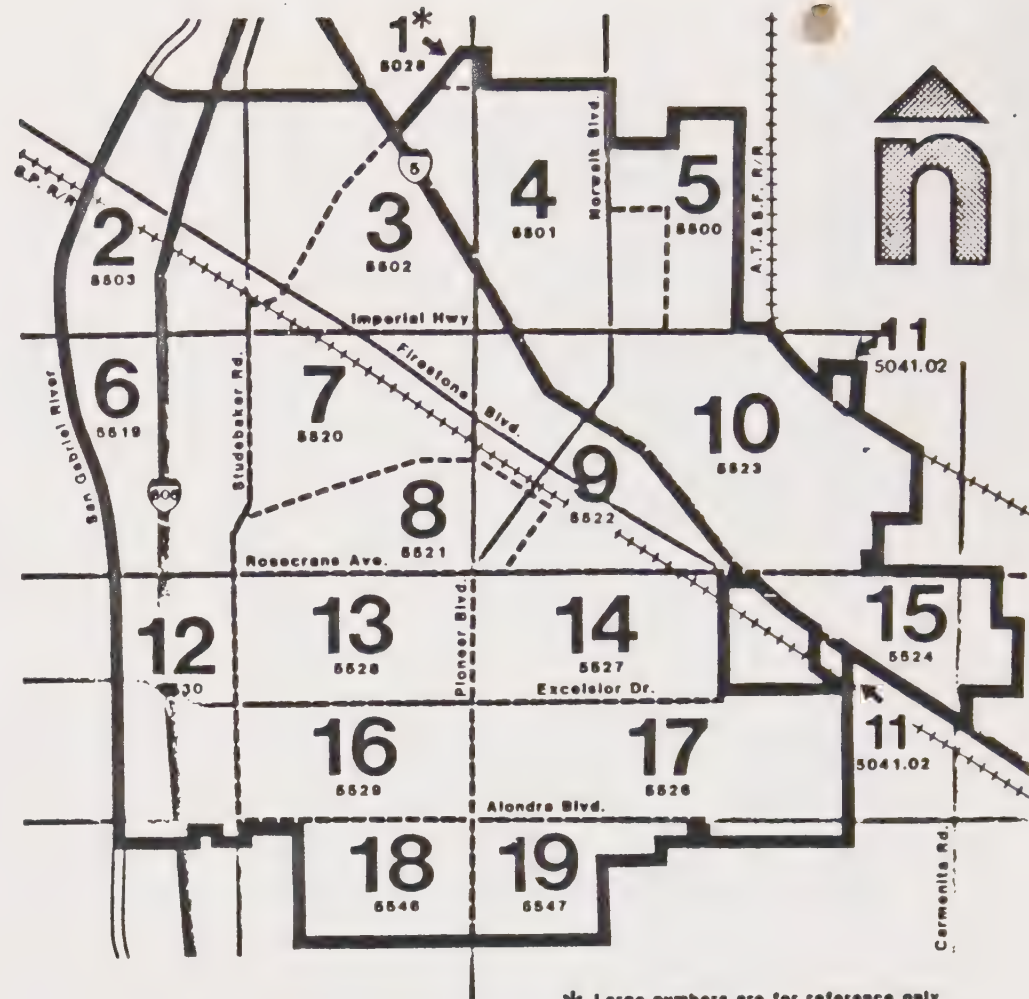 1*
5028
5
Norwalk Blvd.
4
5501
5
5500
A.T.& S.F. R/R
n
S.P. R/R
2
5503
3
5502
Imperial Hwy
11
5041.02
Firestone Blvd.
6
5519
San Gabriel River
605
Studebaker Rd.
7
5520
10
5523
9
5522
8
5521
Rosecrans Ave.
Pioneer Blvd.
12
13
5528
14
5527
15
5524
Excelsior Dr.
16
5529
17
5526
11
5041.02
Alondra Blvd.
18
5546
19
5547
Carmenita Rd.
* Large numbers are for reference only